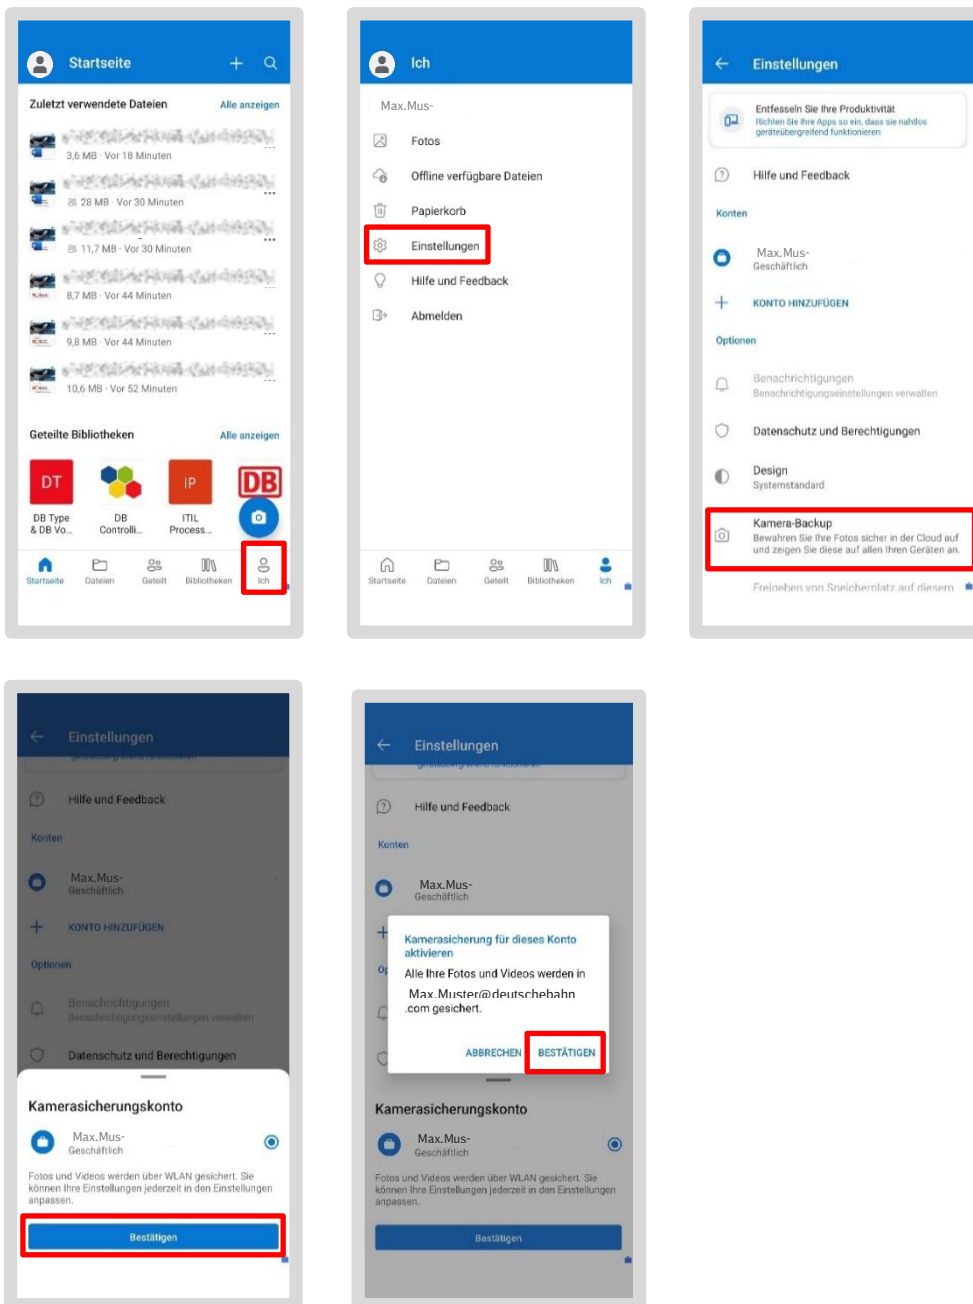 Startseite
Zuletzt verwendete Dateien
Alle anzeigen
3,6 MB · Vor 18 Minuten
28 MB · Vor 30 Minuten
11,7 MB · Vor 30 Minuten
8,7 MB · Vor 44 Minuten
9,8 MB · Vor 44 Minuten
10,6 MB · Vor 52 Minuten
Geteilte Bibliotheken
Alle anzeigen
DT
IP
DB
DB Type
& DB Vo...
DB
Controlli...
ITIL
Process...
Startseite
Dateien
Geteilt
Bibliotheken
Ich
Ich
Max.Mus-
Fotos
Offline verfügbare Dateien
Papierkorb
Einstellungen
Hilfe und Feedback
Abmelden
Startseite
Dateien
Geteilt
Bibliotheken
Ich
Einstellungen
Entfesseln Sie Ihre Produktivität
Richten Sie Ihre Apps so ein, dass sie nahtlos
geräteübergreifend funktionieren
Hilfe und Feedback
Konten
Max.Mus-
Geschäftlich
KONTO HINZUFÜGEN
Optionen
Benachrichtigungen
Benachrichtigungseinstellungen verwalten
Datenschutz und Berechtigungen
Design
Systemstandard
Kamera-Backup
Bewahren Sie Ihre Fotos sicher in der Cloud auf
und zeigen Sie diese auf allen Ihren Geräten an.
Freigeben von Speicherplatz auf diesem
Einstellungen
geräteübergreifend funktionieren
Hilfe und Feedback
Konten
Max.Mus-
Geschäftlich
KONTO HINZUFÜGEN
Optionen
Benachrichtigungen
Benachrichtigungseinstellungen verwalten
Datenschutz und Berechtigungen
Kamerasicherungskonto
Max.Mus-
Geschäftlich
Fotos und Videos werden über WLAN gesichert. Sie
können Ihre Einstellungen jederzeit in den Einstellungen
anpassen.
Bestätigen
Einstellungen
geräteübergreifend funktionieren
Hilfe und Feedback
Konten
Max.Mus-
Geschäftlich
Op
Kamerasicherung für dieses Konto
aktivieren
Alle Ihre Fotos und Videos werden in
Max.Muster@deutschebahn
.com gesichert.
ABBRECHEN
BESTÄTIGEN
Kamerasicherungskonto
Max.Mus-
Geschäftlich
Fotos und Videos werden über WLAN gesichert. Sie
können Ihre Einstellungen jederzeit in den Einstellungen
anpassen.
Bestätigen